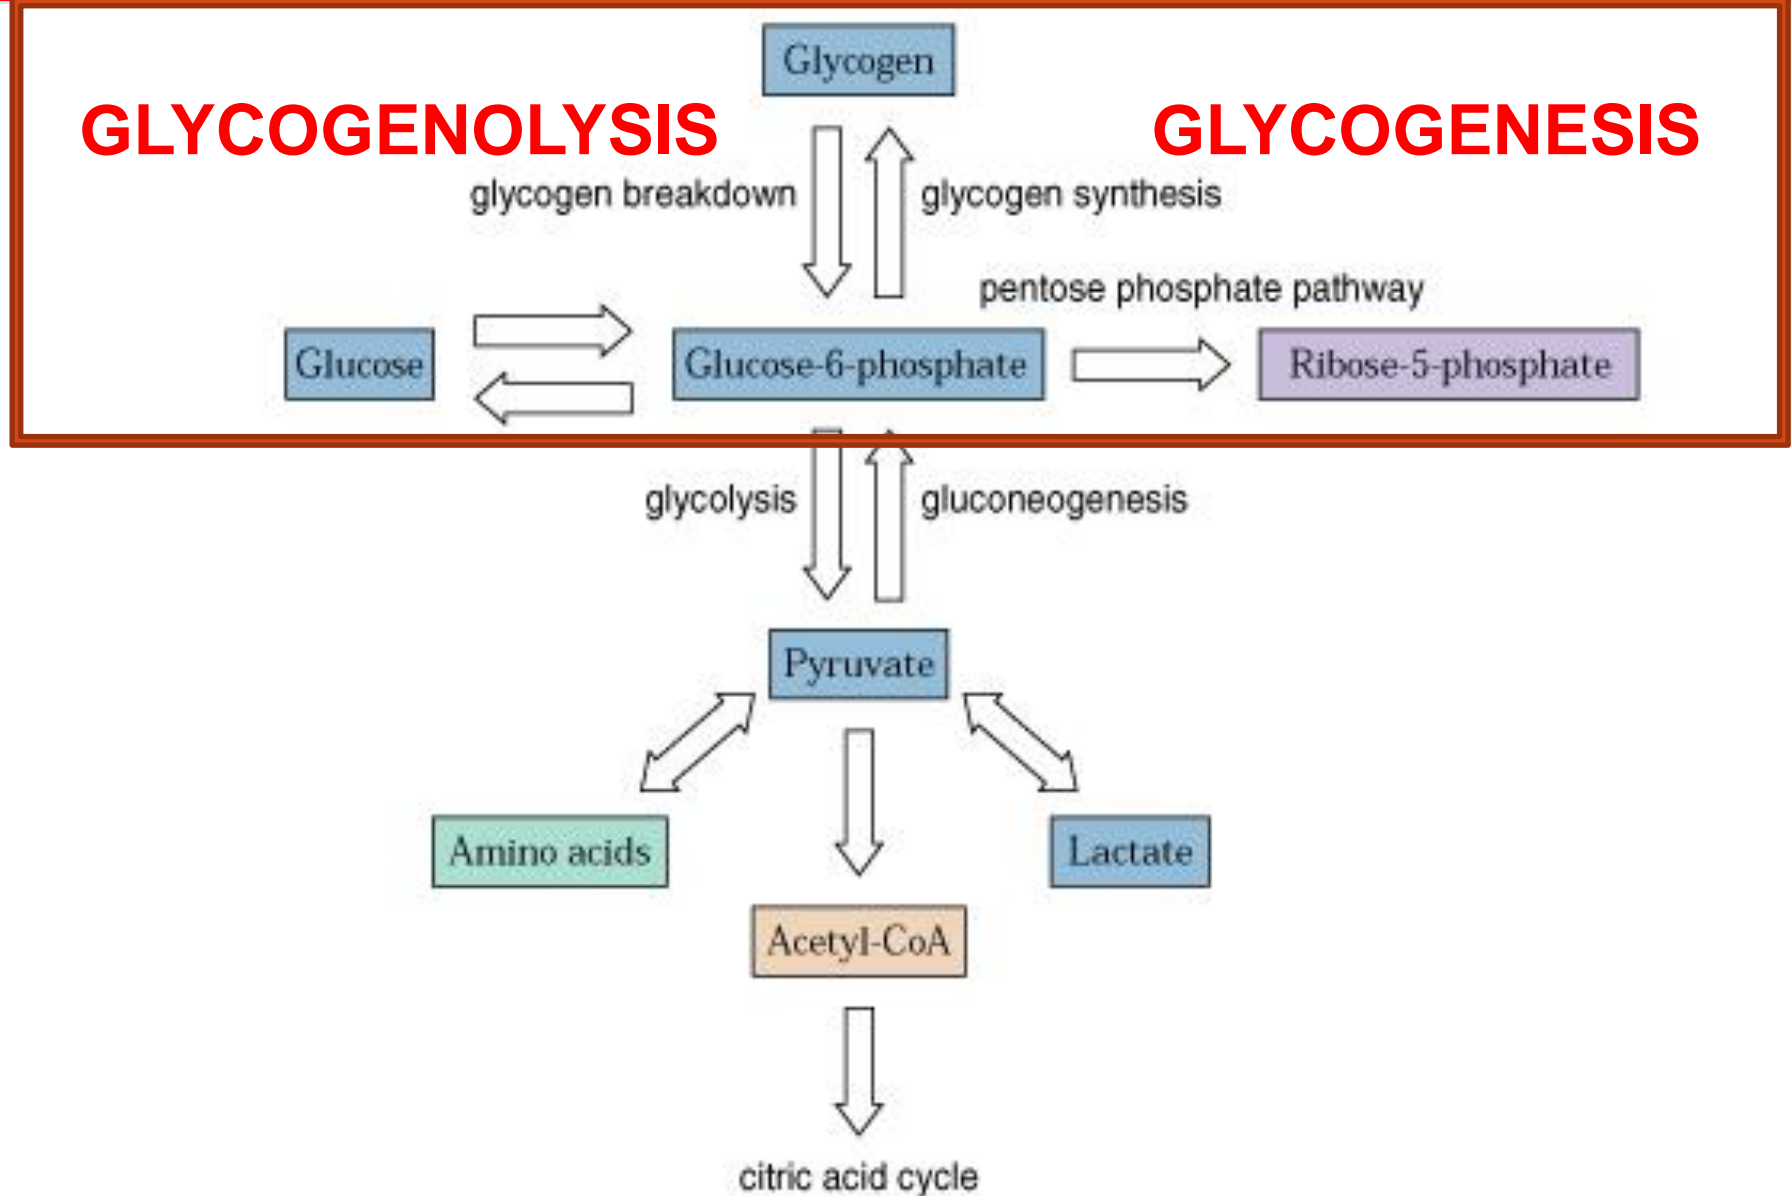 Glycogen
GLYCOGENOLYSIS
GLYCOGENESIS
glycogen breakdown
glycogen synthesis
pentose phosphate pathway
Glucose
Glucose-6-phosphate
Ribose-5-phosphate
glycolysis
gluconeogenesis
Pyruvate
Amino acids
Lactate
Acetyl-CoA
citric acid cycle